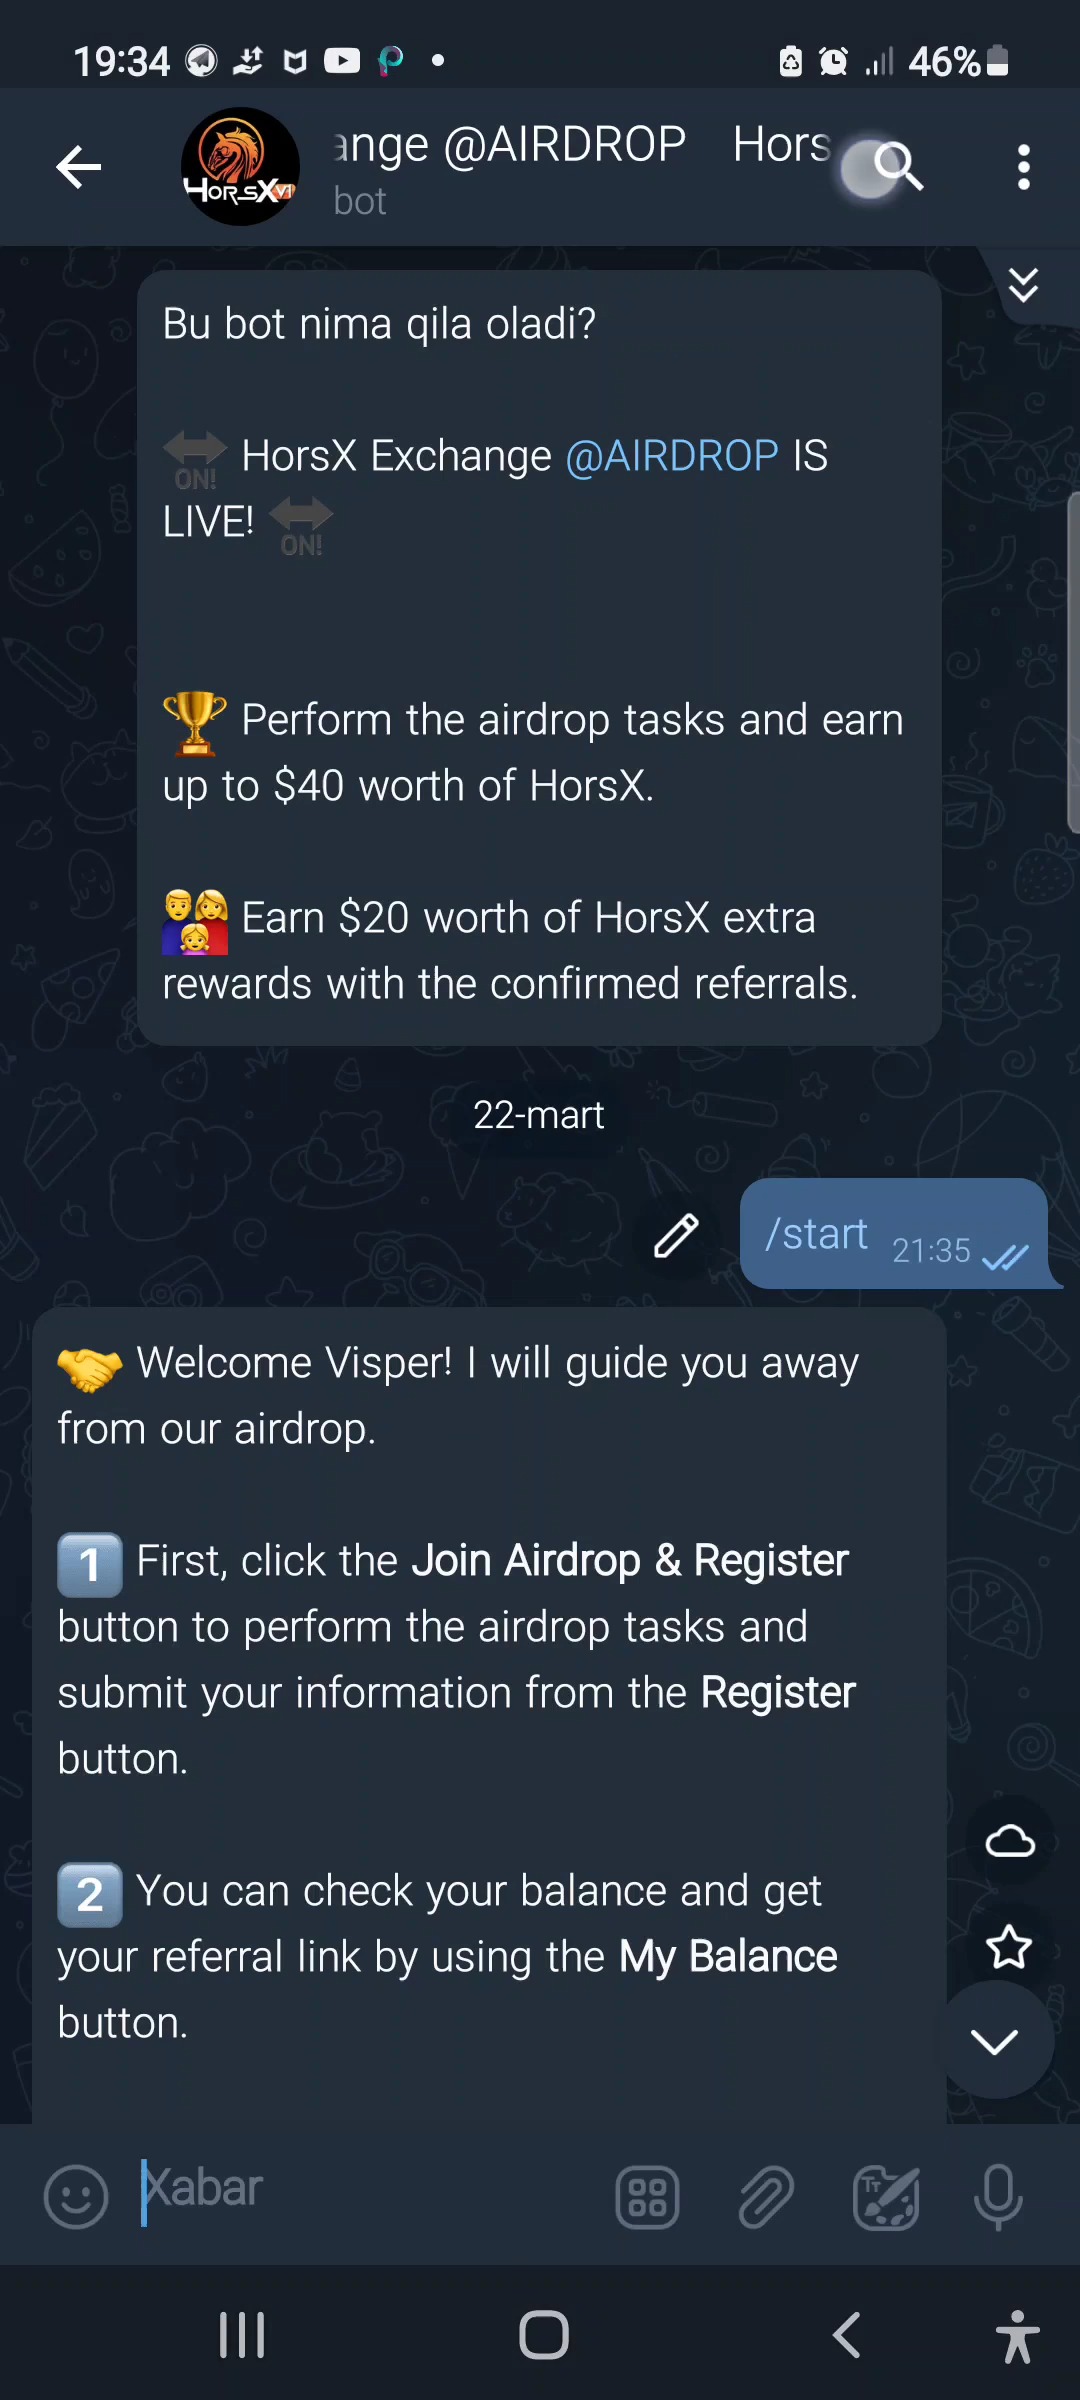 19:34
46%
ange @AIRDROP Hors
HORSX V1
bot
Bu bot nima qila oladi?
ON! HorsX Exchange @AIRDROP IS
LIVE! ON!
Perform the airdrop tasks and earn
up to $40 worth of HorsX.
Earn $20 worth of HorsX extra
rewards with the confirmed referrals.
22-mart
/start 21:35
Welcome Visper! I will guide you away
from our airdrop.
1 First, click the Join Airdrop & Register
button to perform the airdrop tasks and
submit your information from the Register
button.
2 You can check your balance and get
your referral link by using the My Balance
button.
Xabar